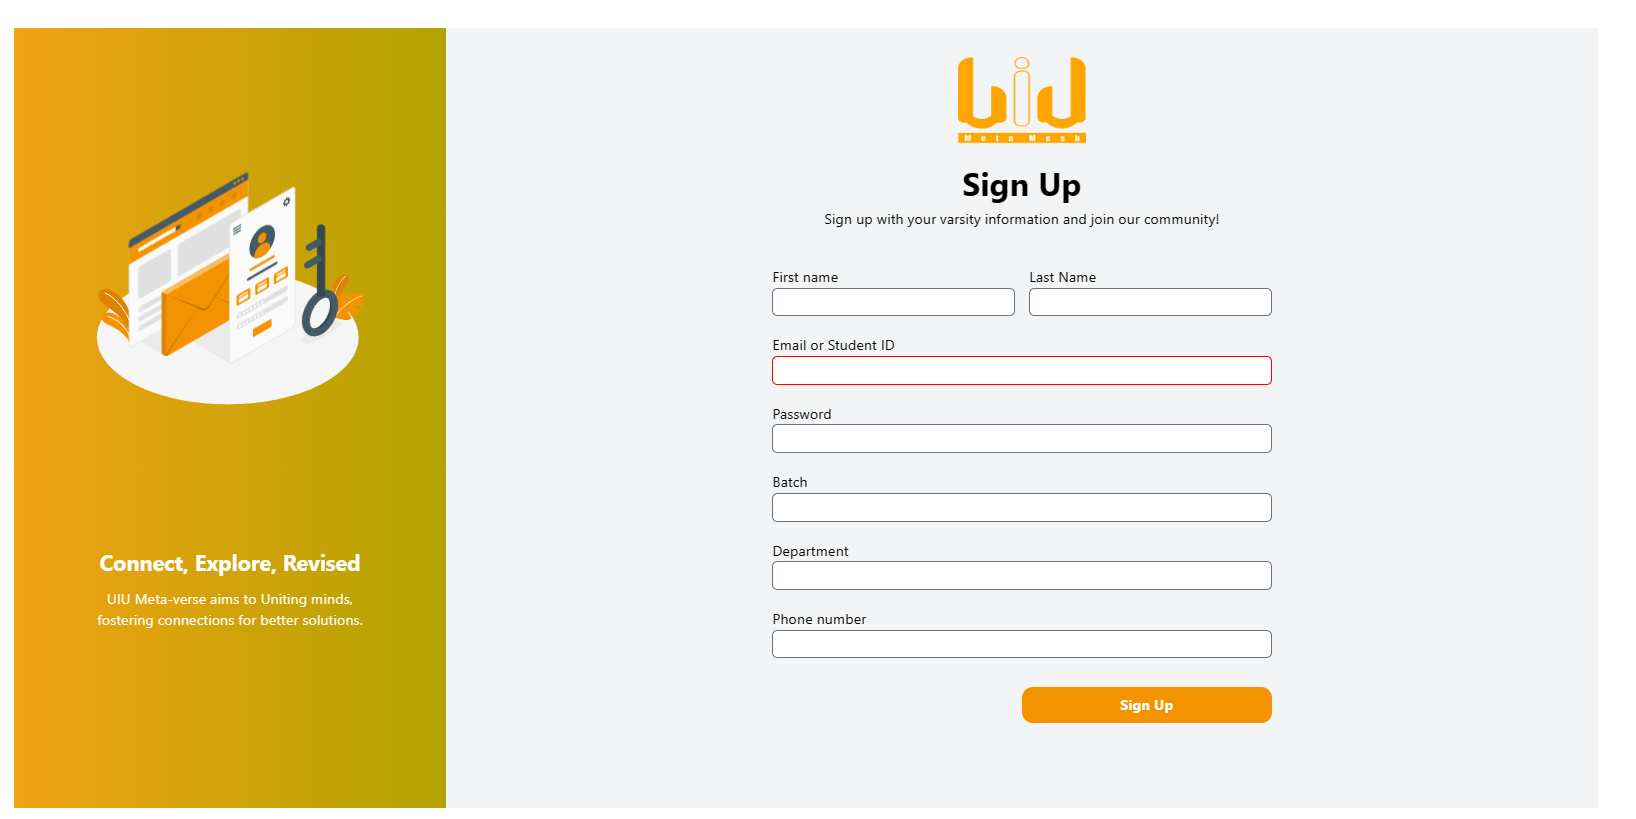 UIU
Meta Mesh
Sign Up
Sign up with your varsity information and join our community!
First name
Last Name
Email or Student ID
Password
Batch
Department
Phone number
Sign Up
Connect, Explore, Revised
UIU Meta-verse aims to Uniting minds,
fostering connections for better solutions.